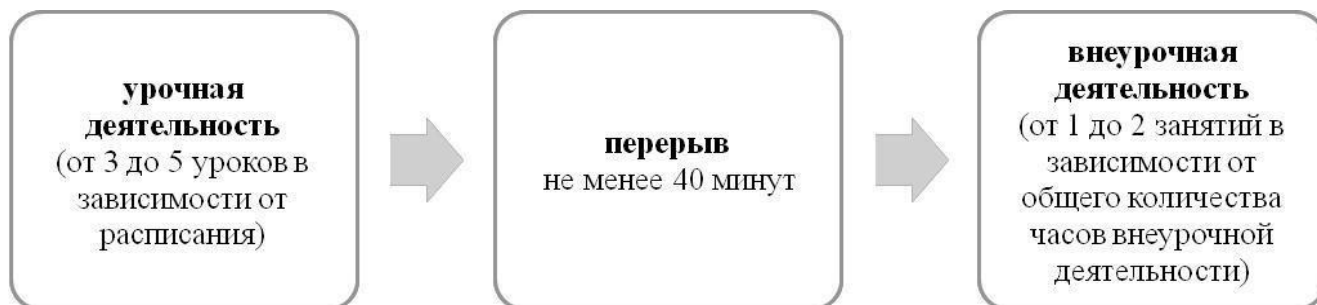 урочная
деятельность
(от 3 до 5 уроков в
зависимости от
расписания)
перерыв
не менее 40 минут
внеурочная
деятельность
(от 1 до 2 занятий в
зависимости от
общего количества
часов внеурочной
деятельности)